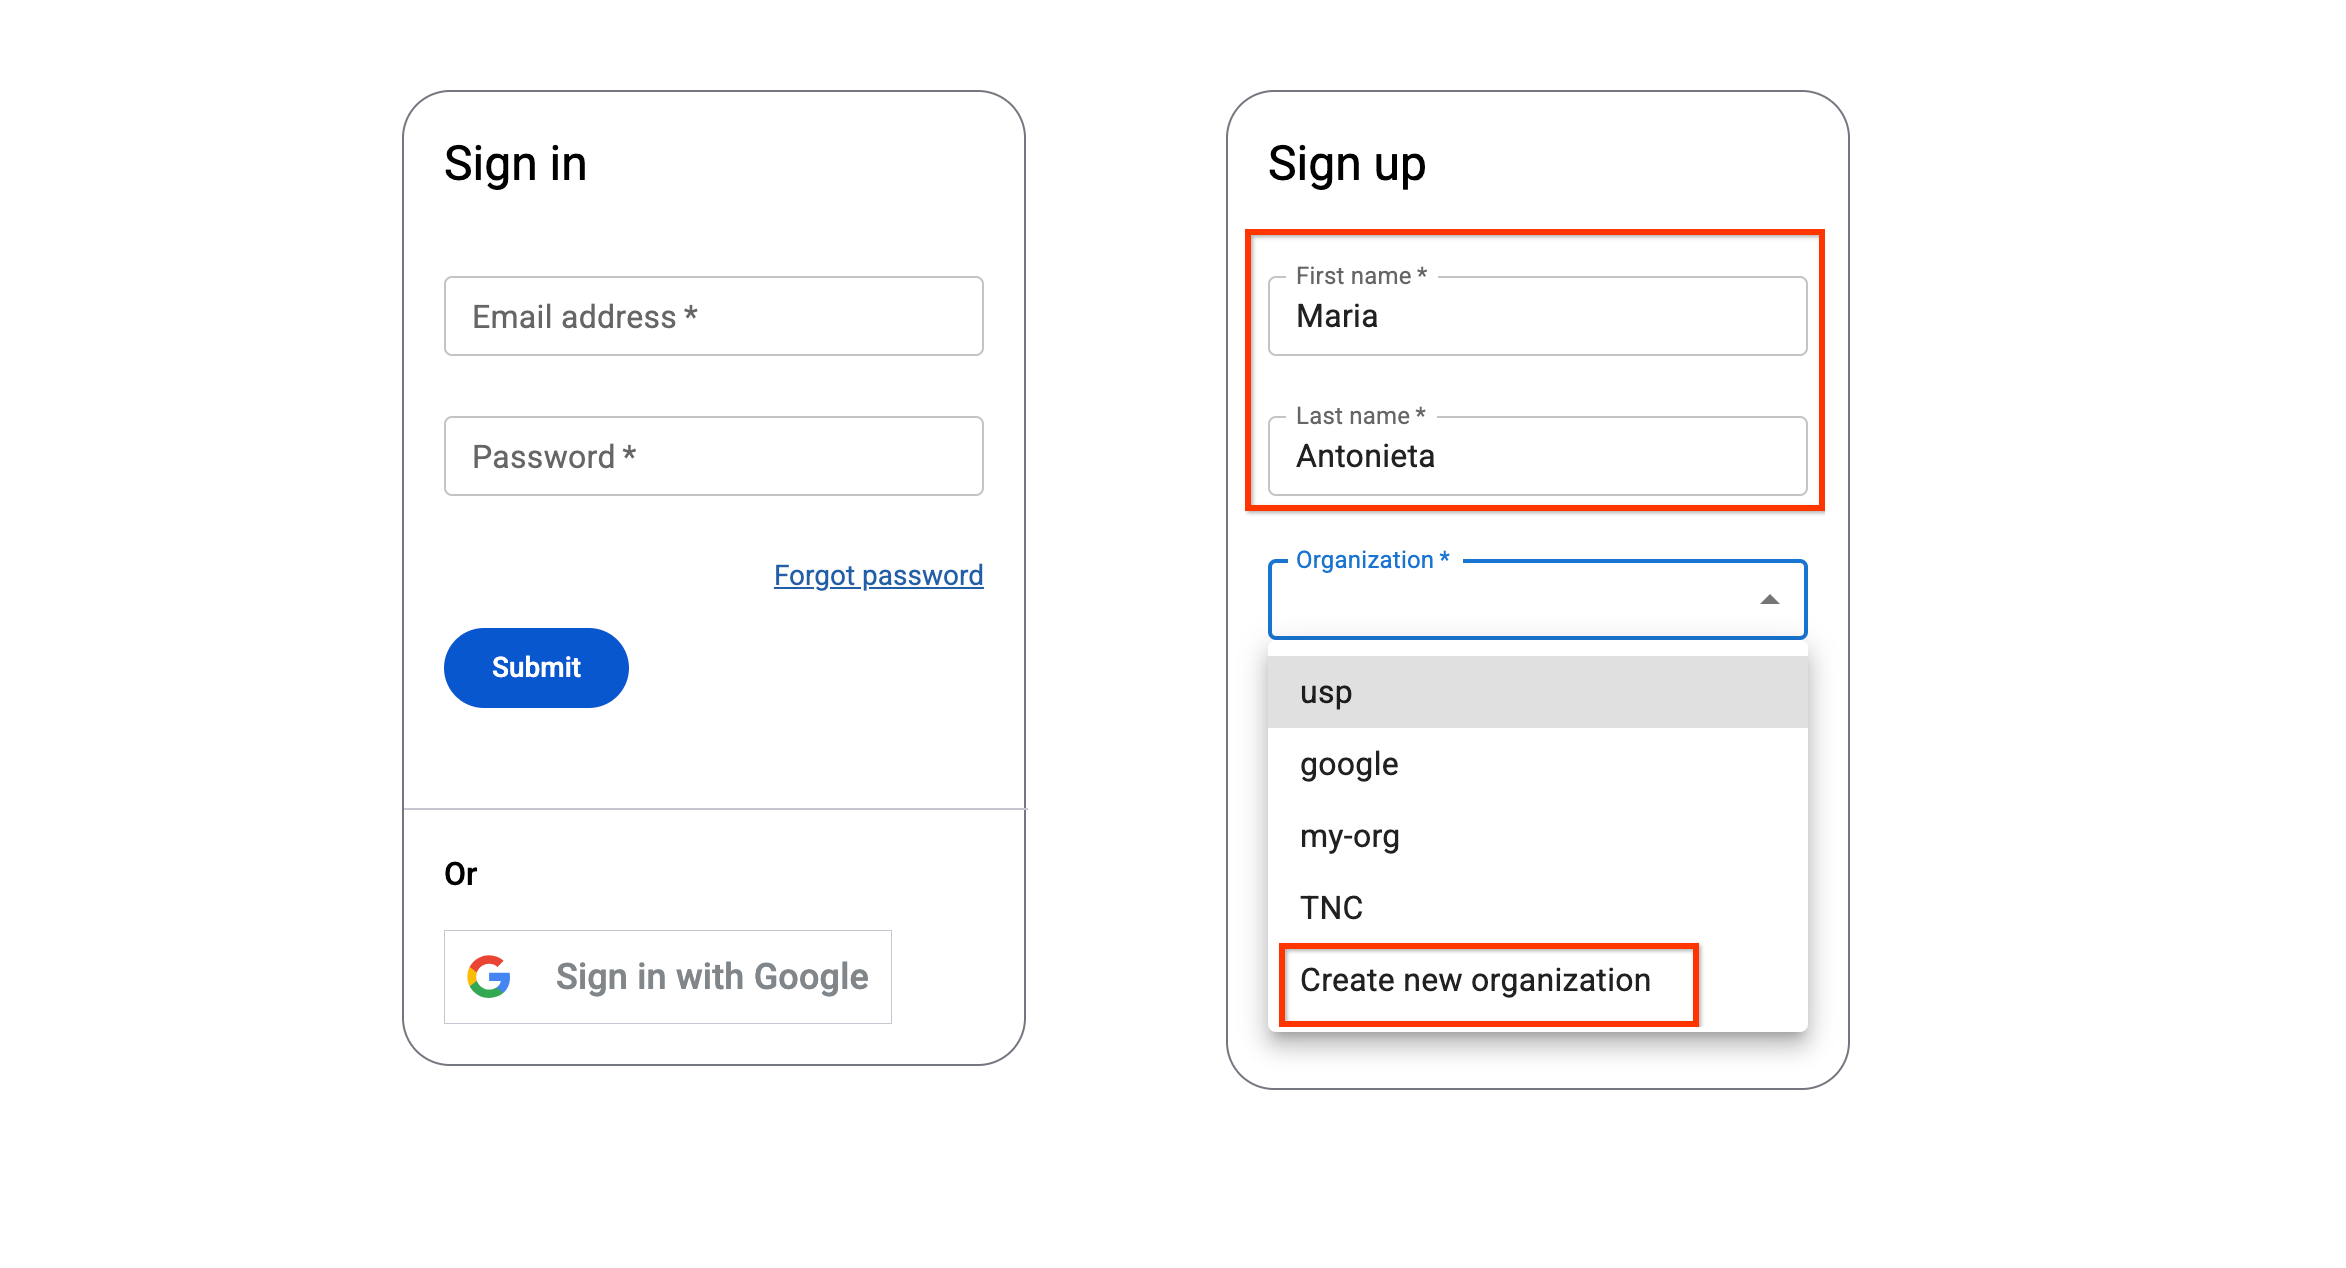 Sign in
Email address *
Password *
Forgot password
Submit
Or
Sign in with Google
Sign up
First name *
Maria
Last name *
Antonieta
Organization *
usp
google
my-org
TNC
Create new organization